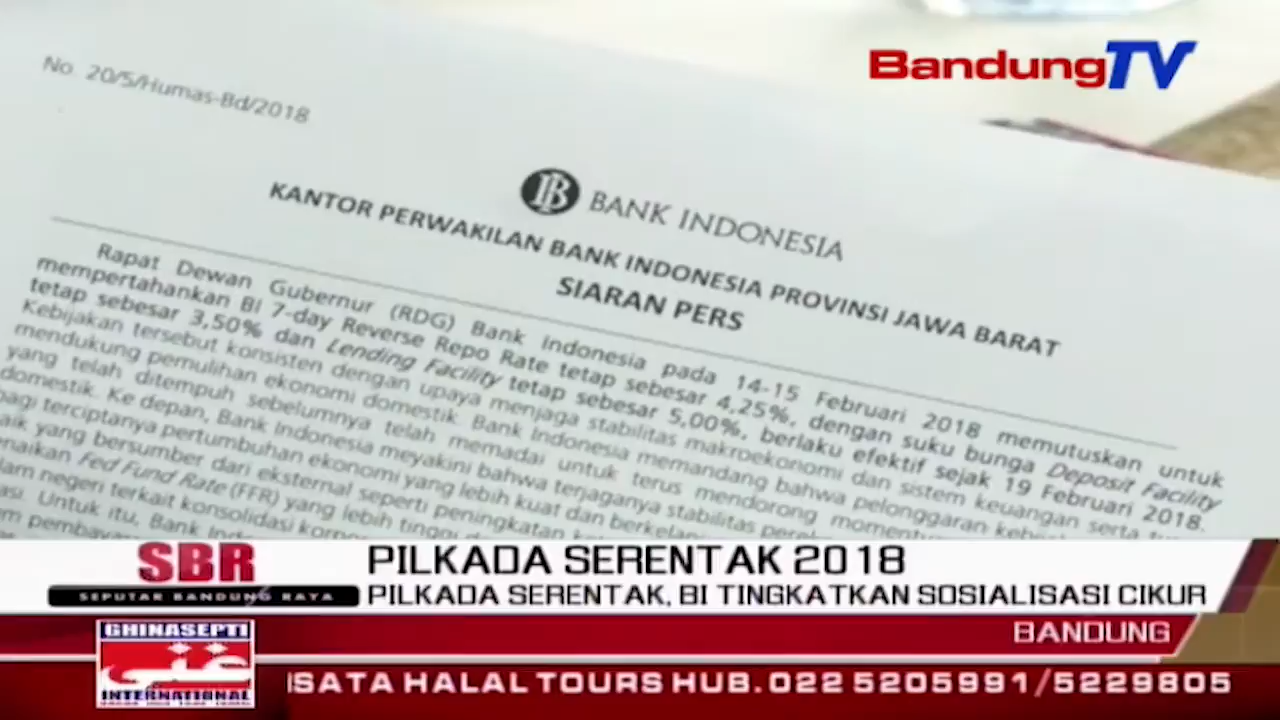 BandungTV
No. 20/5/Humas-Bd/2018
BANK INDONESIA
KANTOR PERWAKILAN BANK INDONESIA PROVINSI JAWA BARAT
SIARAN PERS
Rapat Dewan Gubernur (RDG) Bank Indonesia pada 14-15 Februari 2018 memutuskan untuk
mempertahankan BI 7-day Reverse Repo Rate tetap sebesar 4,25%, dengan suku bunga Deposit Facility
tetap sebesar 3,50% dan Lending Facility tetap sebesar 5,00%, berlaku efektif sejak 19 Februari 2018.
Kebijakan tersebut konsisten dengan upaya menjaga stabilitas makroekonomi dan sistem keuangan serta
mendukung pemulihan ekonomi domestik. Bank Indonesia memandang bahwa pelonggaran
yang telah ditempuh sebelumnya telah memadai untuk terus mendorong
domestik. Ke depan, Bank Indonesia meyakini bahwa terjaganya stabilitas
bagi terciptanya pertumbuhan ekonomi yang lebih kuat dan
yang bersumber dari eksternal seperti peningkatan
Fed Fund Rate (FFR) yang lebih tinggi
negeri terkait konsolidasi
Untuk itu, Bank
SBR
SEPUTAR BANDUNG RAYA
PILKADA SERENTAK 2018
PILKADA SERENTAK, BI TINGKATKAN SOSIALISASI CIKUR
BANDUNG
GHINASEPTI
غنى
INTERNATIONAL
ISATA HALAL TOURS HUB. 022 5205991/5229805